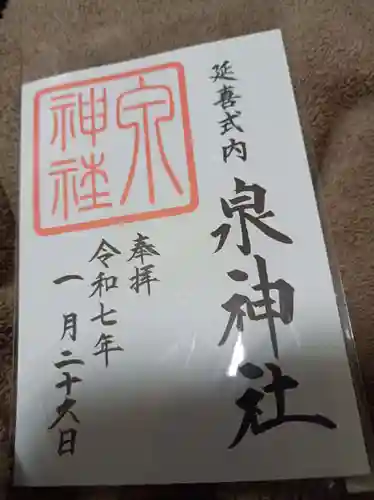 延喜式内
泉神社
奉拝
令和七年
一月二十六日
泉
神社